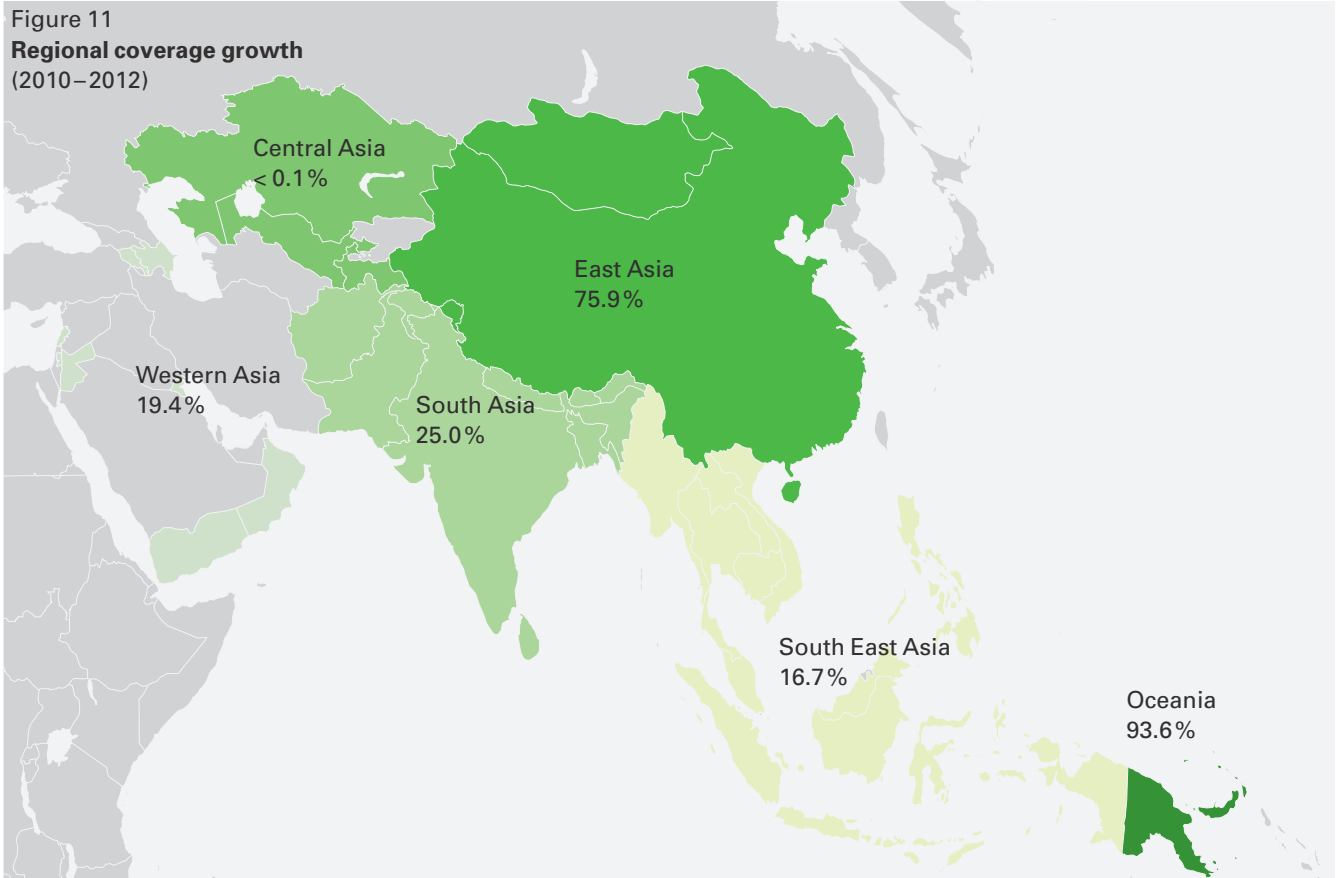 Figure 11
Regional coverage growth
(2010–2012)
Central Asia
< 0.1%
East Asia
75.9%
Western Asia
19.4%
South Asia
25.0%
South East Asia
16.7%
Oceania
93.6%